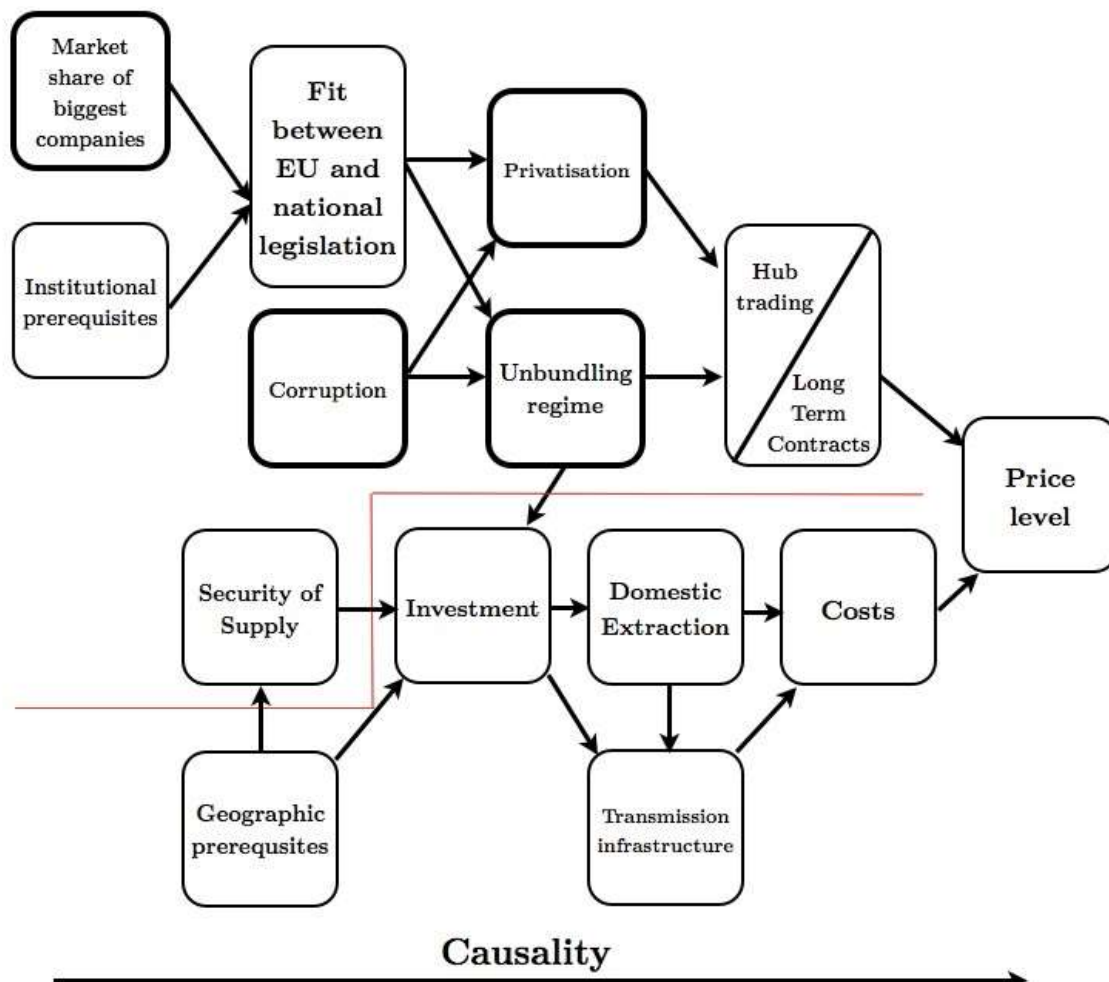 Market
share of
biggest
companies
Institutional
prerequisites
Fit
between
EU and
national
legislation
Corruption
Privatisation
Unbundling
regime
Hub
trading
Long
Term
Contracts
Price
level
Security of
Supply
Investment
Domestic
Extraction
Costs
Geographic
prerequsites
Transmission
infrastructure
Causality